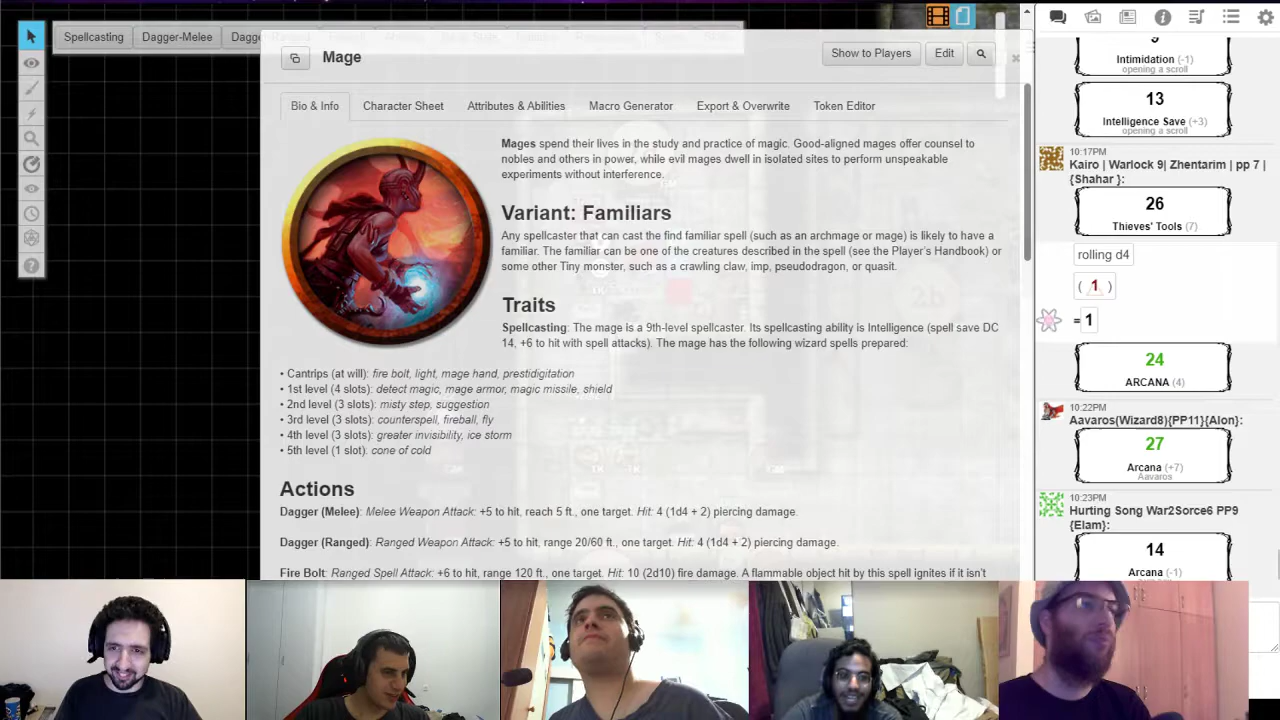 Spellcasting
Dagger-Melee
Mage
Show to Players
Edit
Bio & Info
Character Sheet
Attributes & Abilities
Macro Generator
Export & Overwrite
Token Editor
Mages spend their lives in the study and practice of magic. Good-aligned mages offer counsel to
nobles and others in power, while evil mages dwell in isolated sites to perform unspeakable
experiments without interference.
Variant: Familiars
Any spellcaster that can cast the find familiar spell (such as an archmage or mage) is likely to have a
familiar. The familiar can be one of the creatures described in the spell (see the Player's Handbook) or
some other Tiny monster, such as a crawling claw, imp, pseudodragon, or quasit.
Traits
Spellcasting: The mage is a 9th-level spellcaster. Its spellcasting ability is Intelligence (spell save DC
14, +6 to hit with spell attacks). The mage has the following wizard spells prepared:
• Cantrips (at will): fire bolt, light, mage hand, prestidigitation
• 1st level (4 slots): detect magic, mage armor, magic missile, shield
• 2nd level (3 slots): misty step, suggestion
• 3rd level (3 slots): counterspell, fireball, fly
• 4th level (3 slots): greater invisibility, ice storm
• 5th level (1 slot): cone of cold
Actions
Dagger (Melee): Melee Weapon Attack: +5 to hit, reach 5 ft., one target. Hit: 4 (1d4 + 2) piercing damage.
Dagger (Ranged): Ranged Weapon Attack: +5 to hit, range 20/60 ft., one target. Hit: 4 (1d4 + 2) piercing damage.
Fire Bolt: Ranged Spell Attack: +6 to hit, range 120 ft., one target. Hit: 10 (2d10) fire damage. A flammable object hit by this spell ignites if it isn't
Intimidation (-1)
opening a scroll
13
Intelligence Save (+3)
opening a scroll
10:17PM
Kairo | Warlock 9| Zhentarim | pp 7 |
{Shahar }:
26
Thieves' Tools (7)
rolling d4
( 1 )
= 1
24
ARCANA (4)
10:22PM
Aavaros(Wizard8){PP11}{Alon}:
27
Arcana (+7)
Aavaros
10:23PM
Hurting Song War2Sorce6 PP9
{Elam}:
14
Arcana (-1)